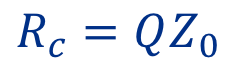 R_c = QZ_0